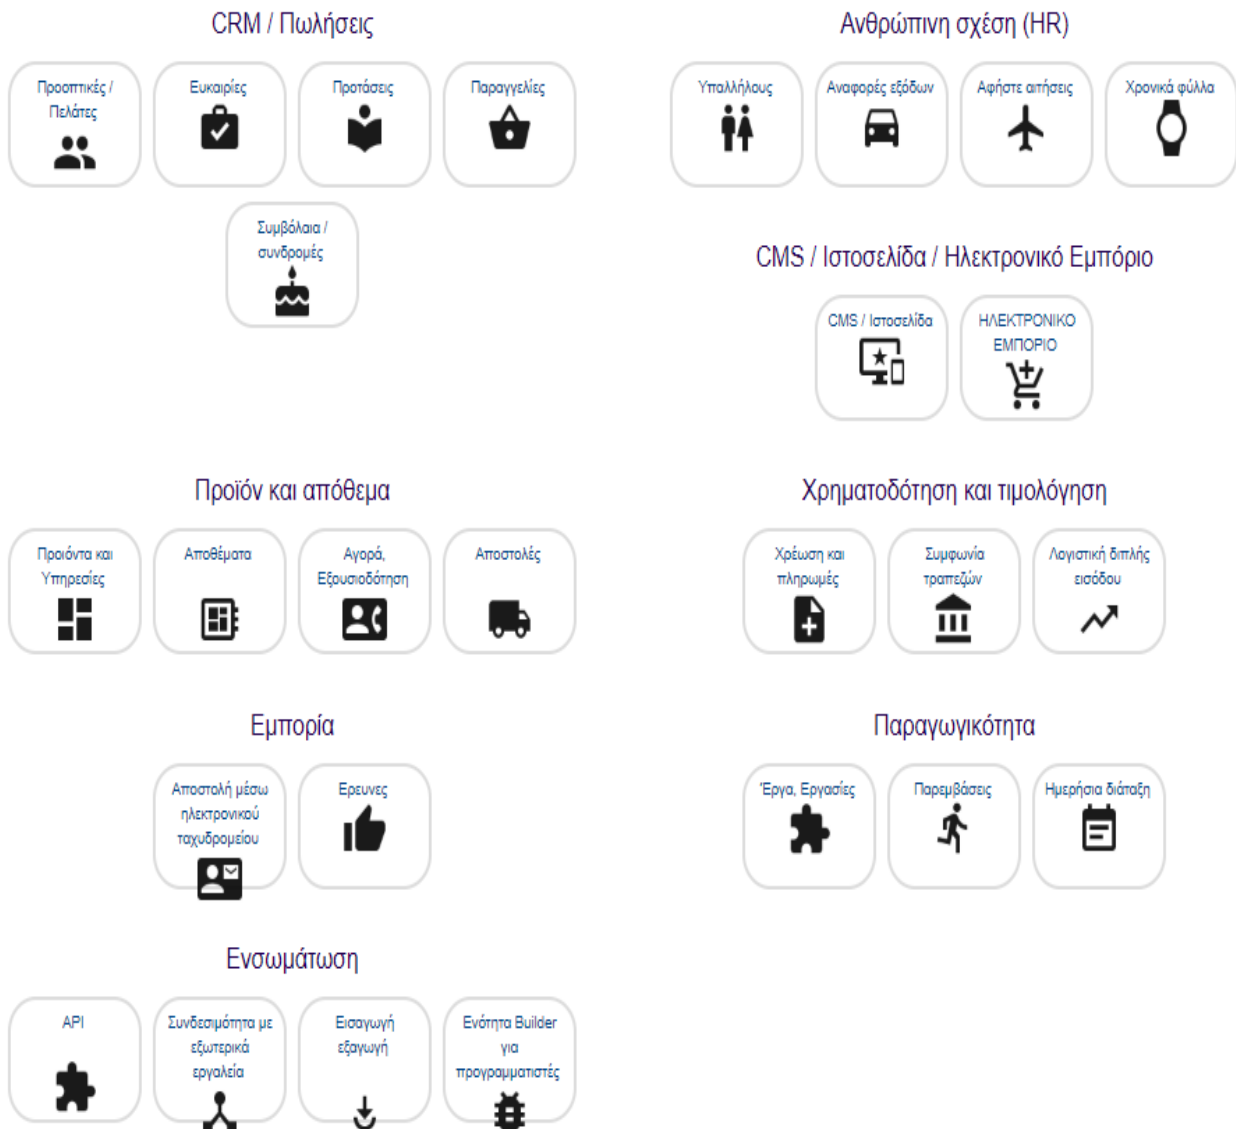 CRM / Πωλήσεις
Προοπτικές /
Πελάτες
Ευκαιρίες
Προτάσεις
Παραγγελίες
Συμβόλαια /
συνδρομές
Ανθρώπινη σχέση (HR)
Υπαλλήλους
Αναφορές εξόδων
Αφήστε αιτήσεις
Χρονικά φύλλα
CMS / Ιστοσελίδα / Ηλεκτρονικό Εμπόριο
CMS / Ιστοσελίδα
ΗΛΕΚΤΡΟΝΙΚΟ
ΕΜΠΟΡΙΟ
Προϊόν και απόθεμα
Προιόντα και
Υπηρεσίες
Αποθέματα
Αγορά,
Εξουσιοδότηση
Αποστολές
Χρηματοδότηση και τιμολόγηση
Χρέωση και
πληρωμές
Συμφωνία
τραπεζών
Λογιστική διπλής
εισόδου
Εμπορία
Αποστολή μέσω
ηλεκτρονικού
ταχυδρομείου
Ερευνες
Παραγωγικότητα
Έργα, Εργασίες
Παρεμβάσεις
Ημερήσια διάταξη
Ενσωμάτωση
API
Συνδεσιμότητα με
εξωτερικά
εργαλεία
Εισαγωγή
εξαγωγή
Ενότητα Builder
για
προγραμματιστές